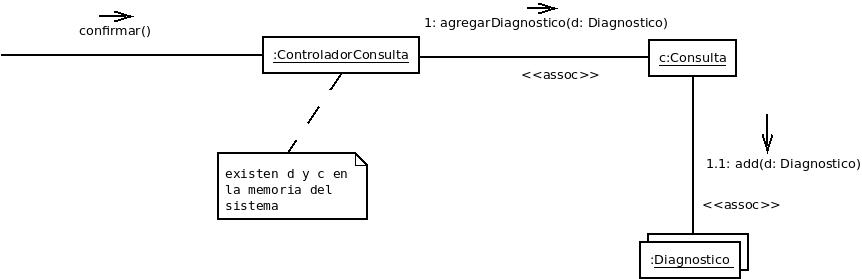 confirmar()
1: agregarDiagnostico(d: Diagnostico)
:ControladorConsulta
c:Consulta
<<assoc>>
existen d y c en
la memoria del
sistema
1.1: add(d: Diagnostico)
<<assoc>>
:Diagnostico